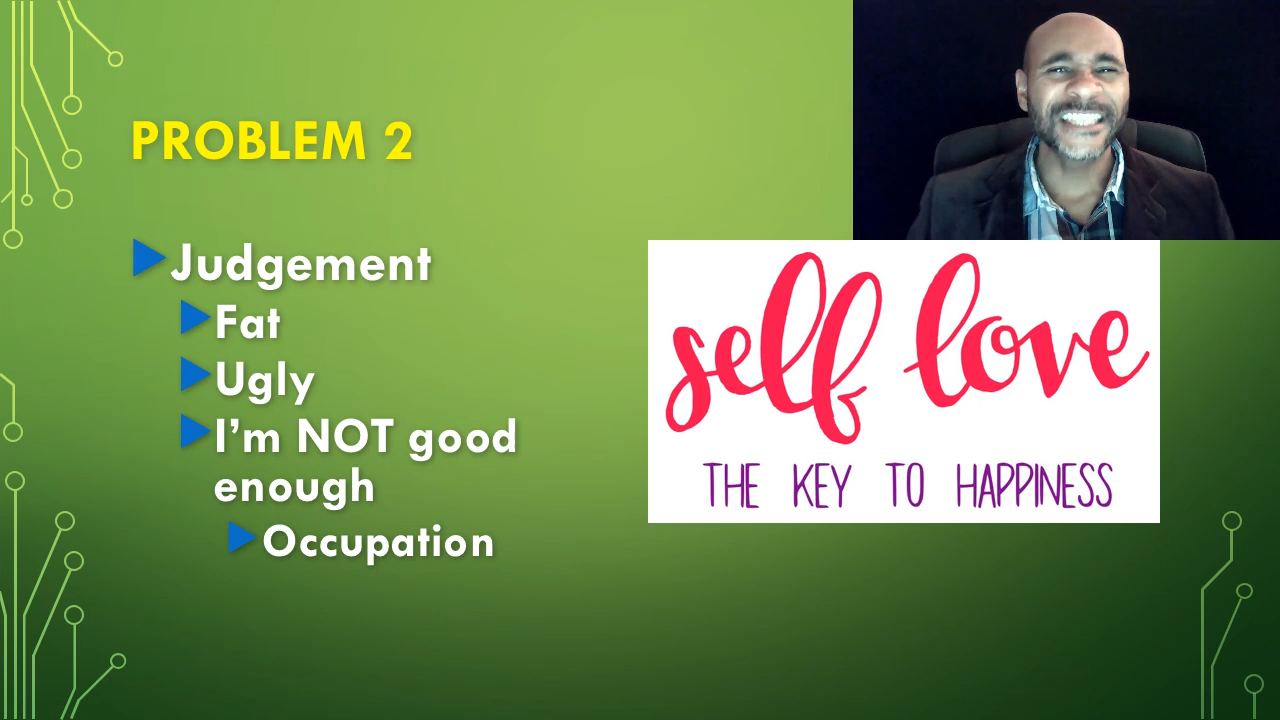 PROBLEM 2
Judgement
Fat
Ugly
I'm NOT good
enough
Occupation
self love
THE KEY TO HAPPINESS